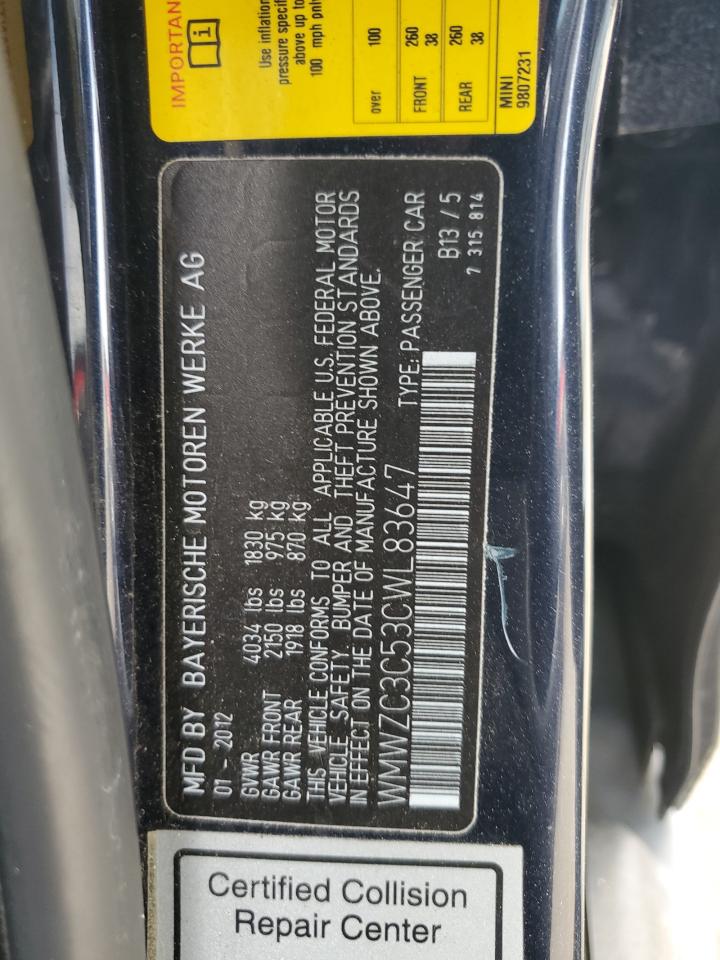 IMPORTAN
Use inflation
pressure specif
above up to
100 mph only
over 100
FRONT 260 38
REAR 260 38
MINI
9807231
MFD BY BAYERISCHE MOTOREN WERKE AG
01 - 2012
GVWR 4034 lbs 1830 kg
GAWR FRONT 2150 lbs 975 kg
GAWR REAR 1918 lbs 870 kg
THIS VEHICLE CONFORMS TO ALL APPLICABLE U.S. FEDERAL MOTOR
VEHICLE SAFETY, BUMPER AND THEFT PREVENTION STANDARDS
IN EFFECT ON THE DATE OF MANUFACTURE SHOWN ABOVE.
WMWZC3C53CWL83647 TYPE: PASSENGER CAR
B13 / 5
7 315 814
Certified Collision
Repair Center